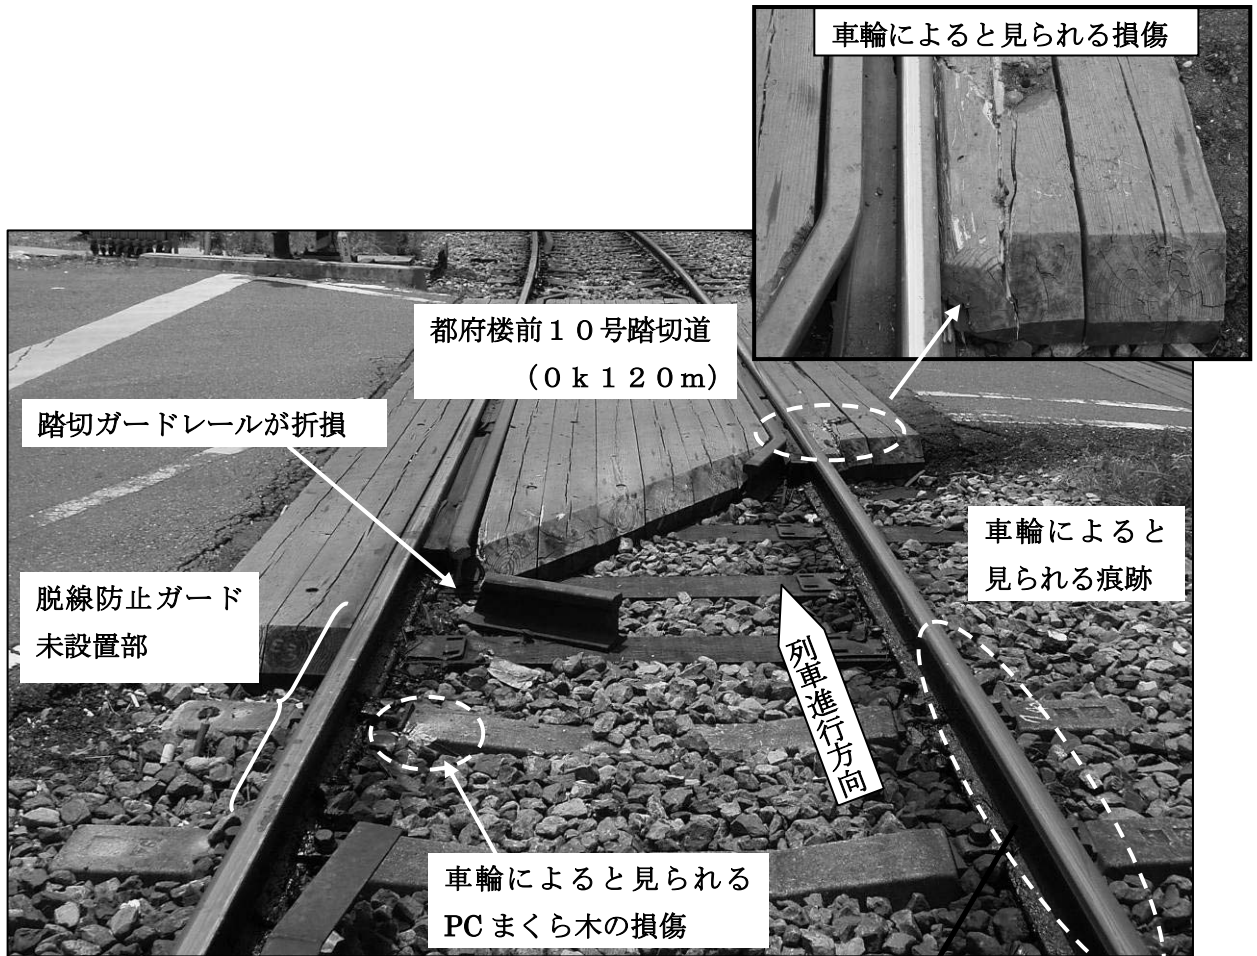 車輪によると見られる損傷
都府楼前１０号踏切道
（０ｋ１２０ｍ）
踏切ガードレールが折損
車輪によると
見られる痕跡
脱線防止ガード
未設置部
列車進行方向
車輪によると見られる
PCまくら木の損傷